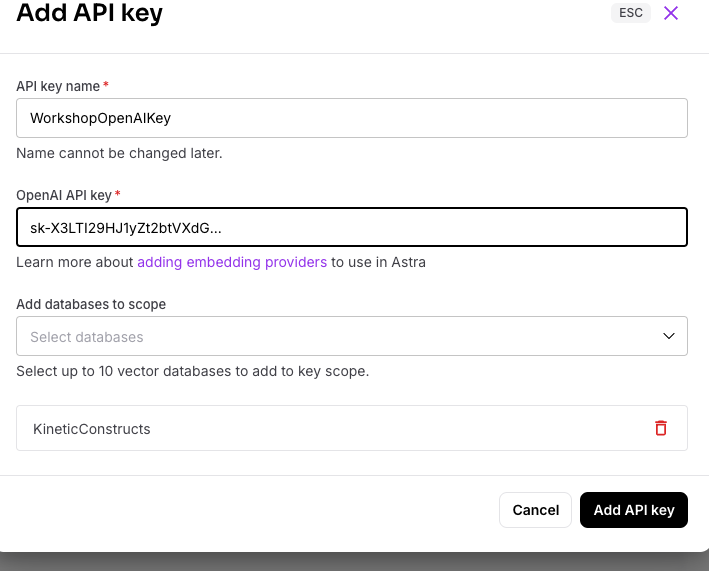 Add API key
ESC
API key name *
WorkshopOpenAIKey
Name cannot be changed later.
OpenAI API key *
sk-X3LTI29HJ1yZt2btVXdG...
Learn more about adding embedding providers to use in Astra
Add databases to scope
Select databases
Select up to 10 vector databases to add to key scope.
KineticConstructs
Cancel
Add API key